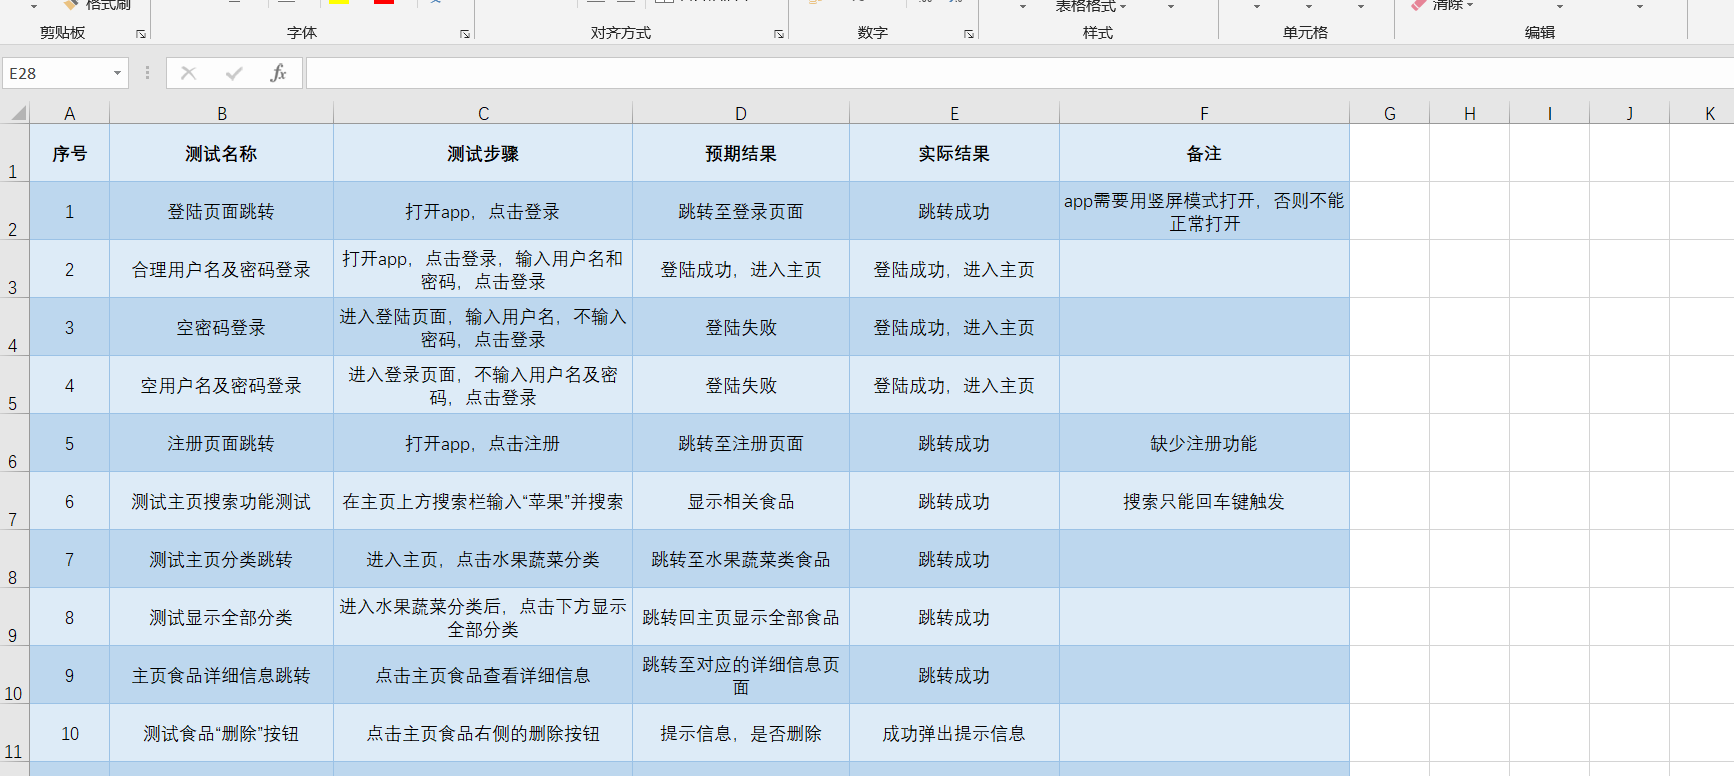 格式刷
表格格式
清除
剪贴板
字体
对齐方式
数字
样式
单元格
编辑
E28
fx
A B C D E F G H I J K
1 序号 测试名称 测试步骤 预期结果 实际结果 备注
2 1 登陆页面跳转 打开app，点击登录 跳转至登录页面 跳转成功 app需要用竖屏模式打开，否则不能
正常打开
3 2 合理用户名及密码登录 打开app，点击登录，输入用户名和
密码，点击登录 登陆成功，进入主页 登陆成功，进入主页
4 3 空密码登录 进入登陆页面，输入用户名，不输入
密码，点击登录 登陆失败 登陆成功，进入主页
5 4 空用户名及密码登录 进入登录页面，不输入用户名及密
码，点击登录 登陆失败 登陆成功，进入主页
6 5 注册页面跳转 打开app，点击注册 跳转至注册页面 跳转成功 缺少注册功能
7 6 测试主页搜索功能测试 在主页上方搜索栏输入“苹果”并搜索 显示相关食品 跳转成功 搜索只能回车键触发
8 7 测试主页分类跳转 进入主页，点击水果蔬菜分类 跳转至水果蔬菜类食品 跳转成功
9 8 测试显示全部分类 进入水果蔬菜分类后，点击下方显示
全部分类 跳转回主页显示全部食品 跳转成功
10 9 主页食品详细信息跳转 点击主页食品查看详细信息 跳转至对应的详细信息页
面 跳转成功
11 10 测试食品“删除”按钮 点击主页食品右侧的删除按钮 提示信息，是否删除 成功弹出提示信息